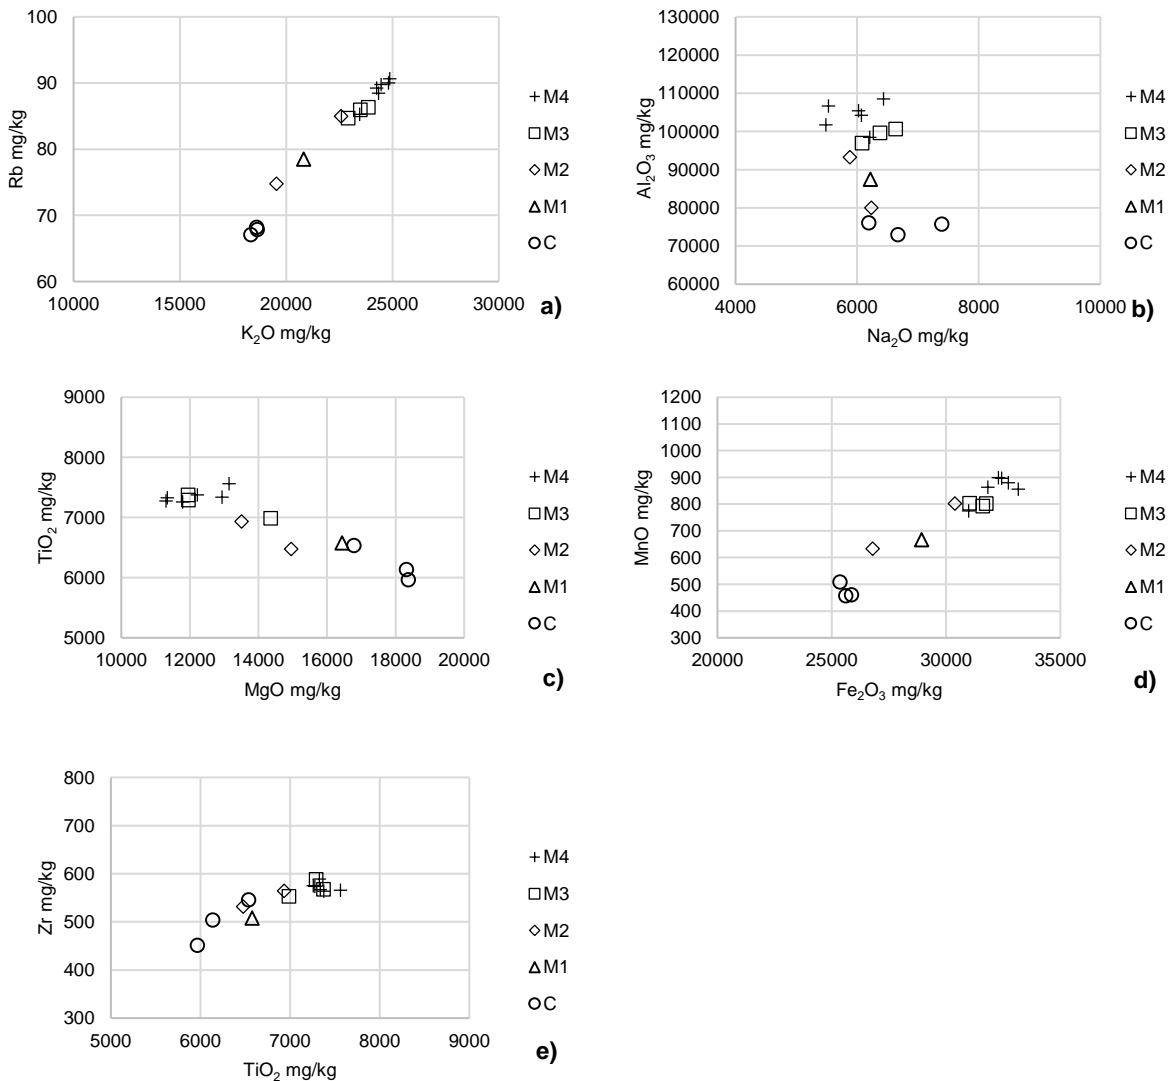 100
90
80
70
60
Rb mg/kg
10000 15000 20000 25000 30000
K₂O mg/kg
M4
M3
M2
M1
C
a)
130000
120000
110000
100000
90000
80000
70000
60000
Al₂O₃ mg/kg
4000 6000 8000 10000
Na₂O mg/kg
M4
M3
M2
M1
C
b)
9000
8000
7000
6000
5000
TiO₂ mg/kg
10000 12000 14000 16000 18000 20000
MgO mg/kg
M4
M3
M2
M1
C
c)
1200
1100
1000
900
800
700
600
500
400
300
MnO mg/kg
20000 25000 30000 35000
Fe₂O₃ mg/kg
M4
M3
M2
M1
C
d)
800
700
600
500
400
300
Zr mg/kg
5000 6000 7000 8000 9000
TiO₂ mg/kg
M4
M3
M2
M1
C
e)